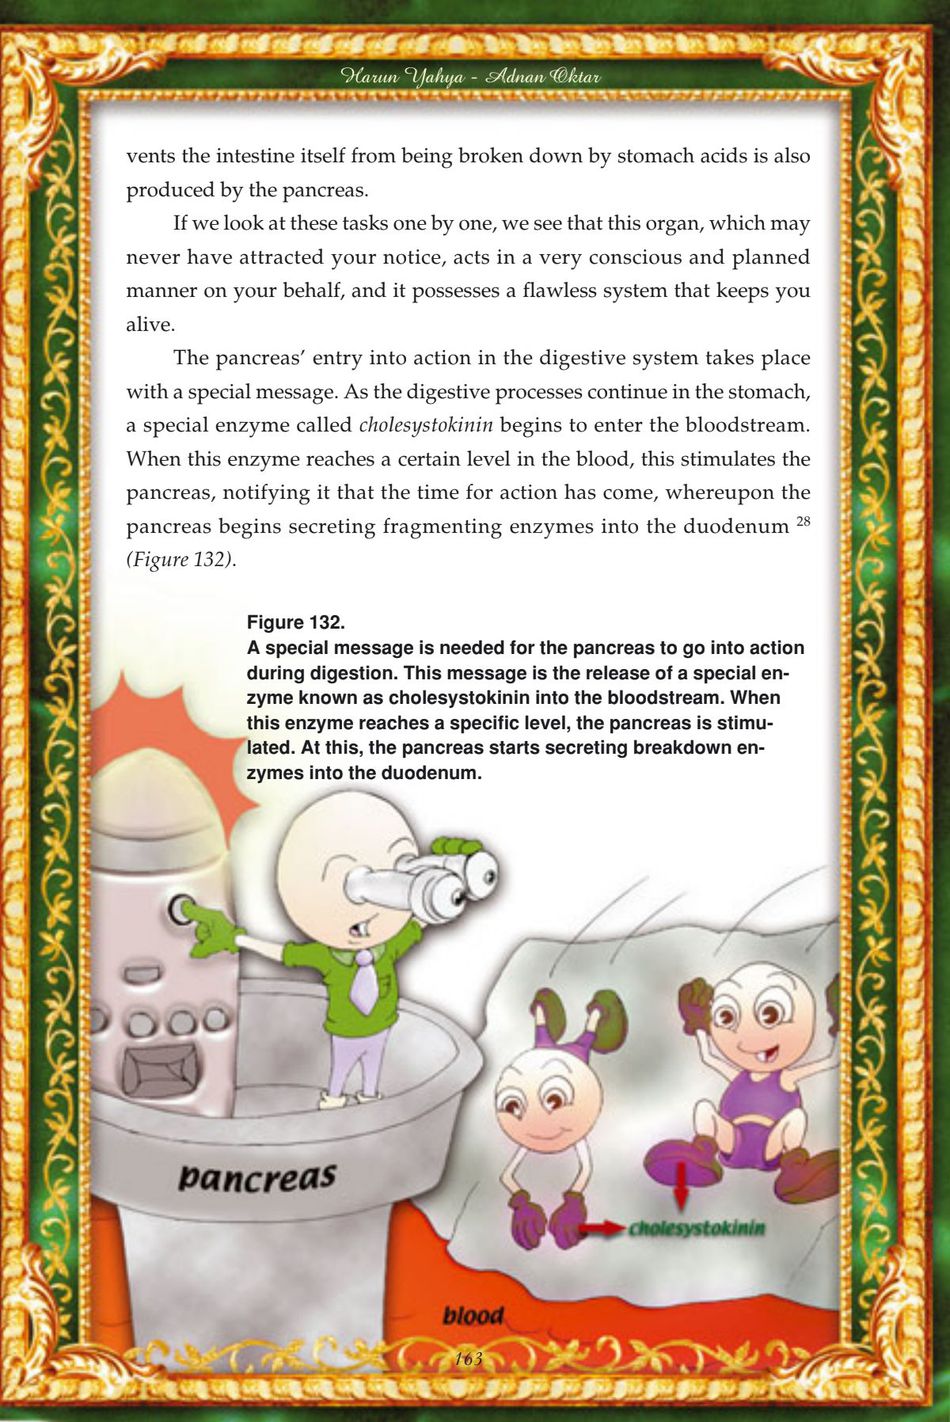 Harun Yahya - Adnan Oktar
vents the intestine itself from being broken down by stomach acids is also
produced by the pancreas.
If we look at these tasks one by one, we see that this organ, which may
never have attracted your notice, acts in a very conscious and planned
manner on your behalf, and it possesses a flawless system that keeps you
alive.
The pancreas’ entry into action in the digestive system takes place
with a special message. As the digestive processes continue in the stomach,
a special enzyme called cholesystokinin begins to enter the bloodstream.
When this enzyme reaches a certain level in the blood, this stimulates the
pancreas, notifying it that the time for action has come, whereupon the
pancreas begins secreting fragmenting enzymes into the duodenum 28
(Figure 132).
Figure 132.
A special message is needed for the pancreas to go into action
during digestion. This message is the release of a special en-
zyme known as cholesystokinin into the bloodstream. When
this enzyme reaches a specific level, the pancreas is stimu-
lated. At this, the pancreas starts secreting breakdown en-
zymes into the duodenum.
pancreas
cholesystokinin
blood
163